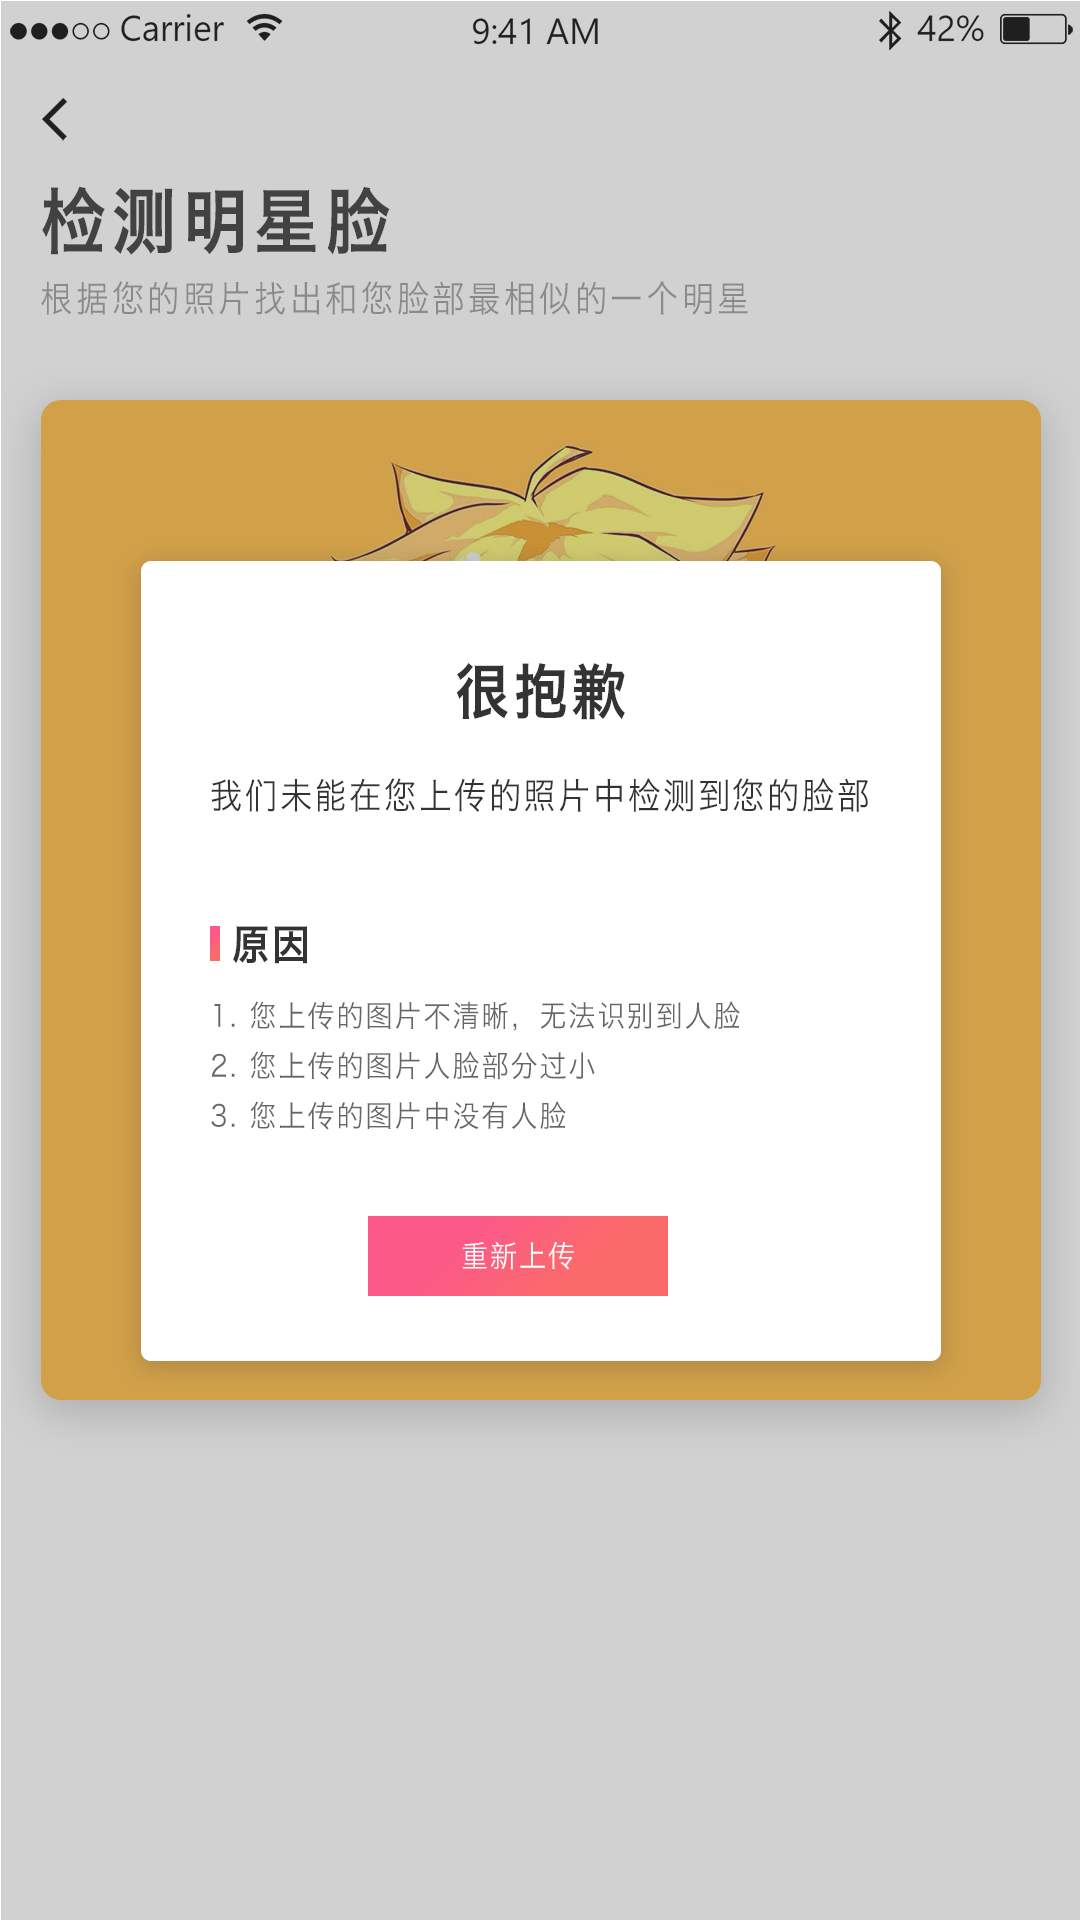 Carrier 9:41 AM 42%
检测明星脸
根据您的照片找出和您脸部最相似的一个明星
很抱歉
我们未能在您上传的照片中检测到您的脸部
原因
1. 您上传的图片不清晰，无法识别到人脸
2. 您上传的图片人脸部分过小
3. 您上传的图片中没有人脸
重新上传